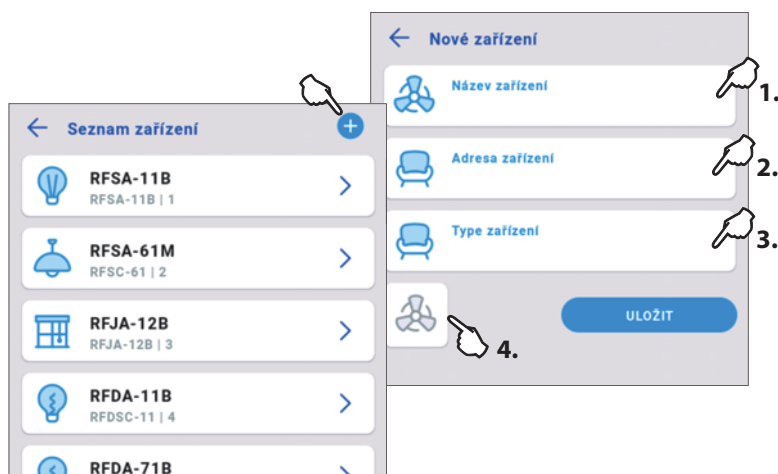 Seznam zařízení
RFSA-11B
RFSA-11B | 1
RFSA-61M
RFSC-61 | 2
RFJA-12B
RFJA-12B | 3
RFDA-11B
RFDSC-11 | 4
RFDA-71B
Nové zařízení
Název zařízení
1.
Adresa zařízení
2.
Type zařízení
3.
ULOŽIT
4.